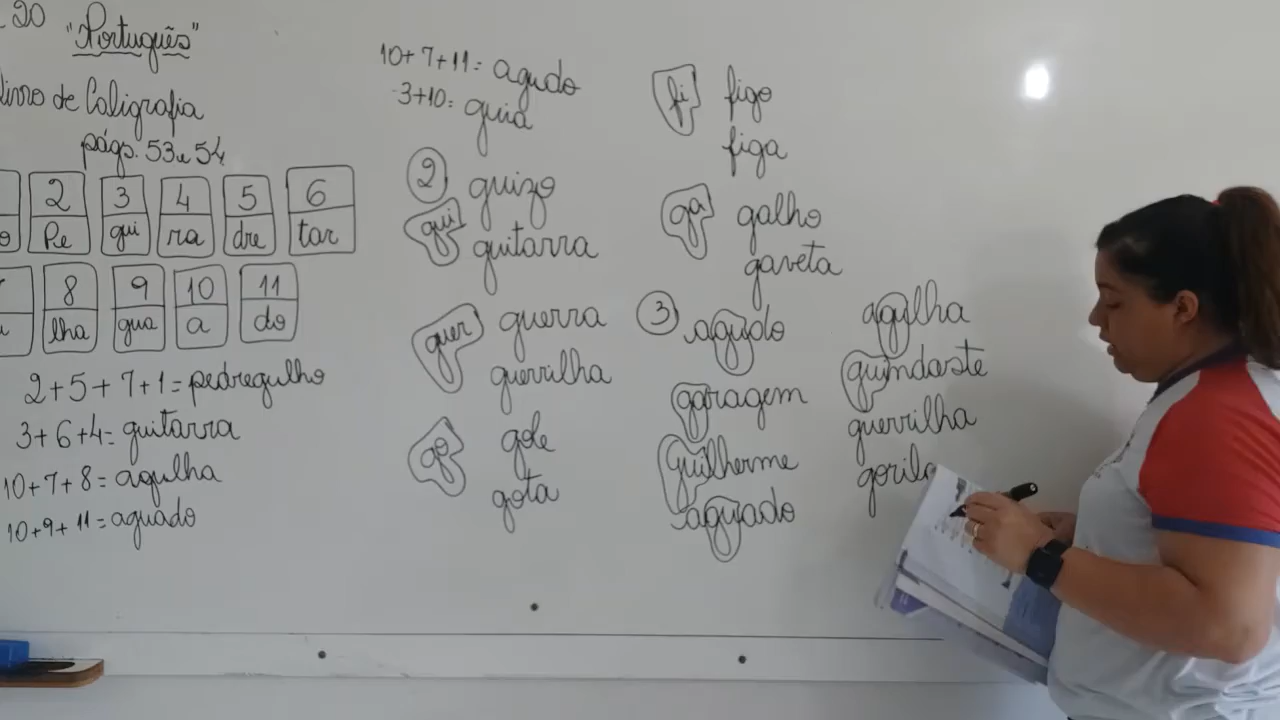 20
"Português"
livro de Caligrafia
págs. 53 e 54
2 3 4 5 6
o Pe gui ra dre tar
8 9 10 11
lha gua a do
2+5+7+1= pedregulho
3+6+4= guitarra
10+7+8= agulha
10+9+11= aguado
10+7+11= agudo
3+10= guia
2 guizo
gui guitarra
guer guerra
guerrilha
go gole
gota
fi figo
figa
ga galho
gaveta
3 agudo
garagem
Guilherme
aguado
agulha
guindaste
guerrilha
gorila